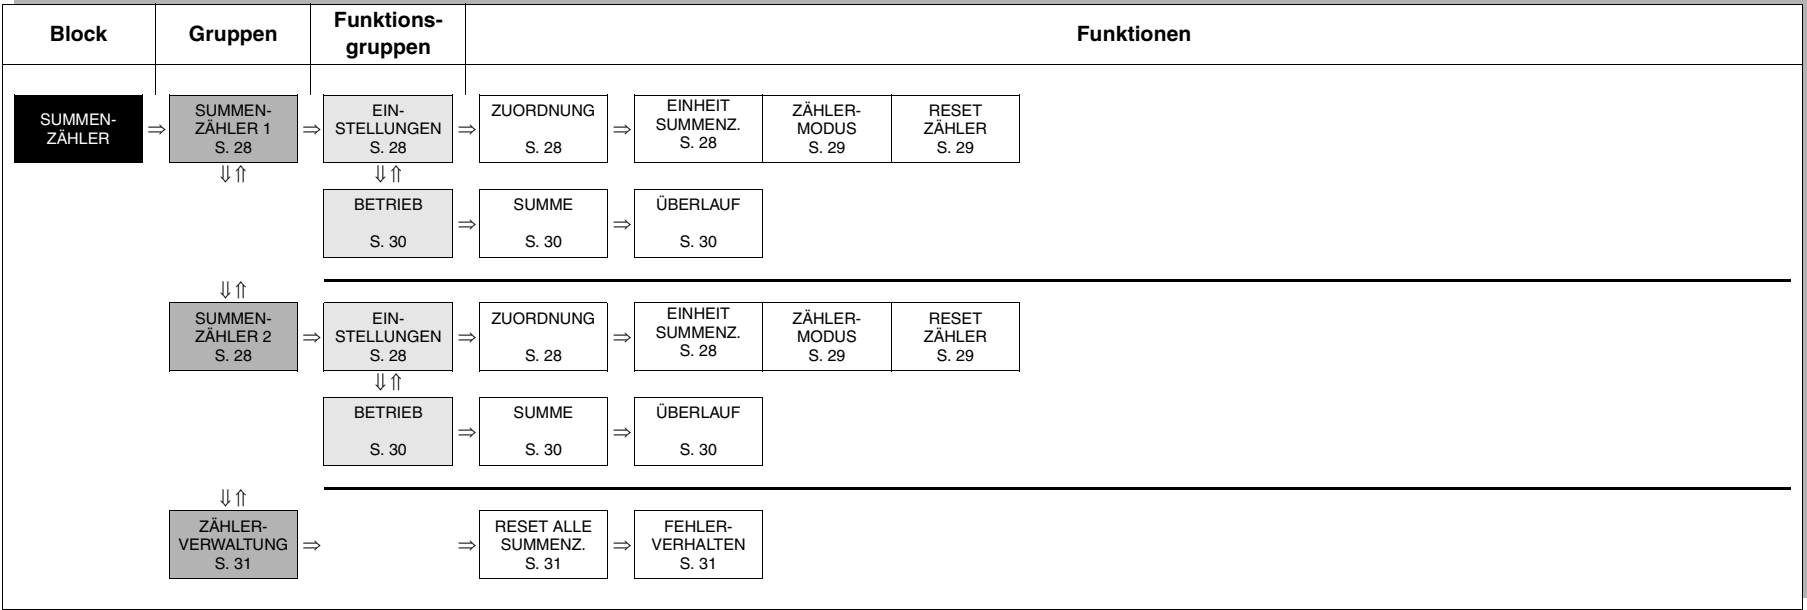 Block
Gruppen
Funktions-
gruppen
Funktionen
SUMMEN-
ZÄHLER
⇒
SUMMEN-
ZÄHLER 1
S. 28
⇒
EIN-
STELLUNGEN
S. 28
⇒
ZUORDNUNG
S. 28
⇒
EINHEIT
SUMMENZ.
S. 28
ZÄHLER-
MODUS
S. 29
RESET
ZÄHLER
S. 29
⇓⇑
⇓⇑
BETRIEB
S. 30
⇒
SUMME
S. 30
⇒
ÜBERLAUF
S. 30
⇓⇑
SUMMEN-
ZÄHLER 2
S. 28
⇒
EIN-
STELLUNGEN
S. 28
⇒
ZUORDNUNG
S. 28
⇒
EINHEIT
SUMMENZ.
S. 28
ZÄHLER-
MODUS
S. 29
RESET
ZÄHLER
S. 29
⇓⇑
BETRIEB
S. 30
⇒
SUMME
S. 30
⇒
ÜBERLAUF
S. 30
⇓⇑
ZÄHLER-
VERWALTUNG
S. 31
⇒
⇒
RESET ALLE
SUMMENZ.
S. 31
⇒
FEHLER-
VERHALTEN
S. 31